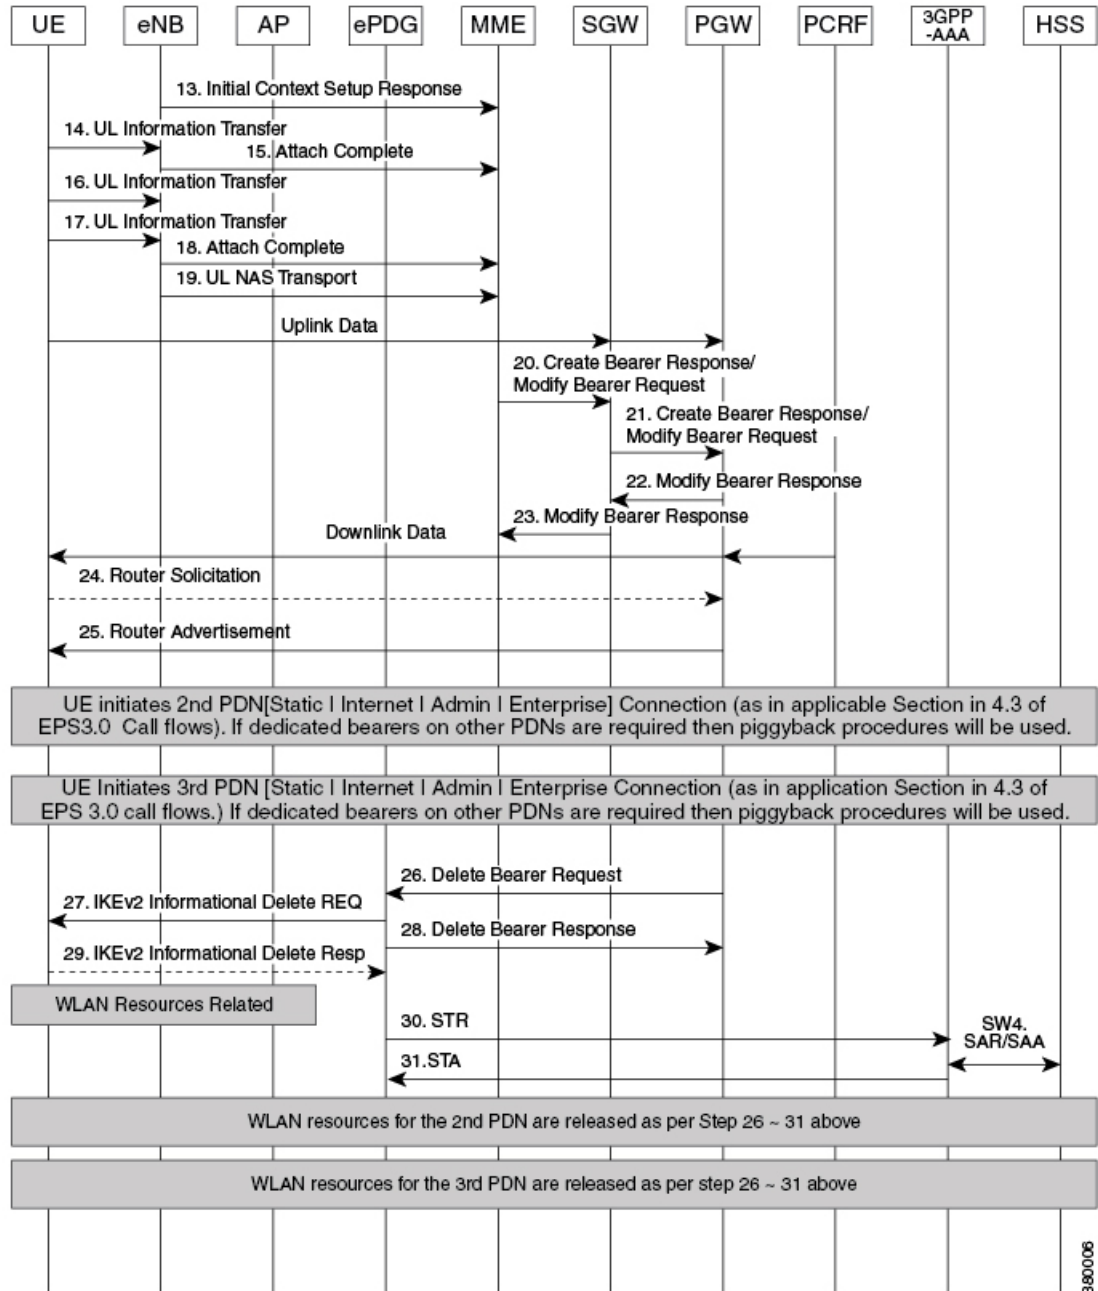 UE eNB AP ePDG MME SGW PGW PCRF 3GPP HSS
-AAA
13. Initial Context Setup Response
14. UL Information Transfer
15. Attach Complete
16. UL Information Transfer
17. UL Information Transfer
18. Attach Complete
19. UL NAS Transport
Uplink Data
20. Create Bearer Response/
Modify Bearer Request
21. Create Bearer Response/
Modify Bearer Request
22. Modify Bearer Response
23. Modify Bearer Response
Downlink Data
24. Router Solicitation
25. Router Advertisement
UE initiates 2nd PDN[Static | Internet | Admin | Enterprise] Connection (as in applicable Section in 4.3 of
EPS3.0 Call flows). If dedicated bearers on other PDNs are required then piggyback procedures will be used.
UE Initiates 3rd PDN [Static | Internet | Admin | Enterprise Connection (as in application Section in 4.3 of
EPS 3.0 call flows.) If dedicated bearers on other PDNs are required then piggyback procedures will be used.
26. Delete Bearer Request
27. IKEv2 Informational Delete REQ
28. Delete Bearer Response
29. IKEv2 Informational Delete Resp
WLAN Resources Related
30. STR
SW4.
SAR/SAA
31.STA
WLAN resources for the 2nd PDN are released as per Step 26 ~ 31 above
WLAN resources for the 3rd PDN are released as per step 26 ~ 31 above
380006